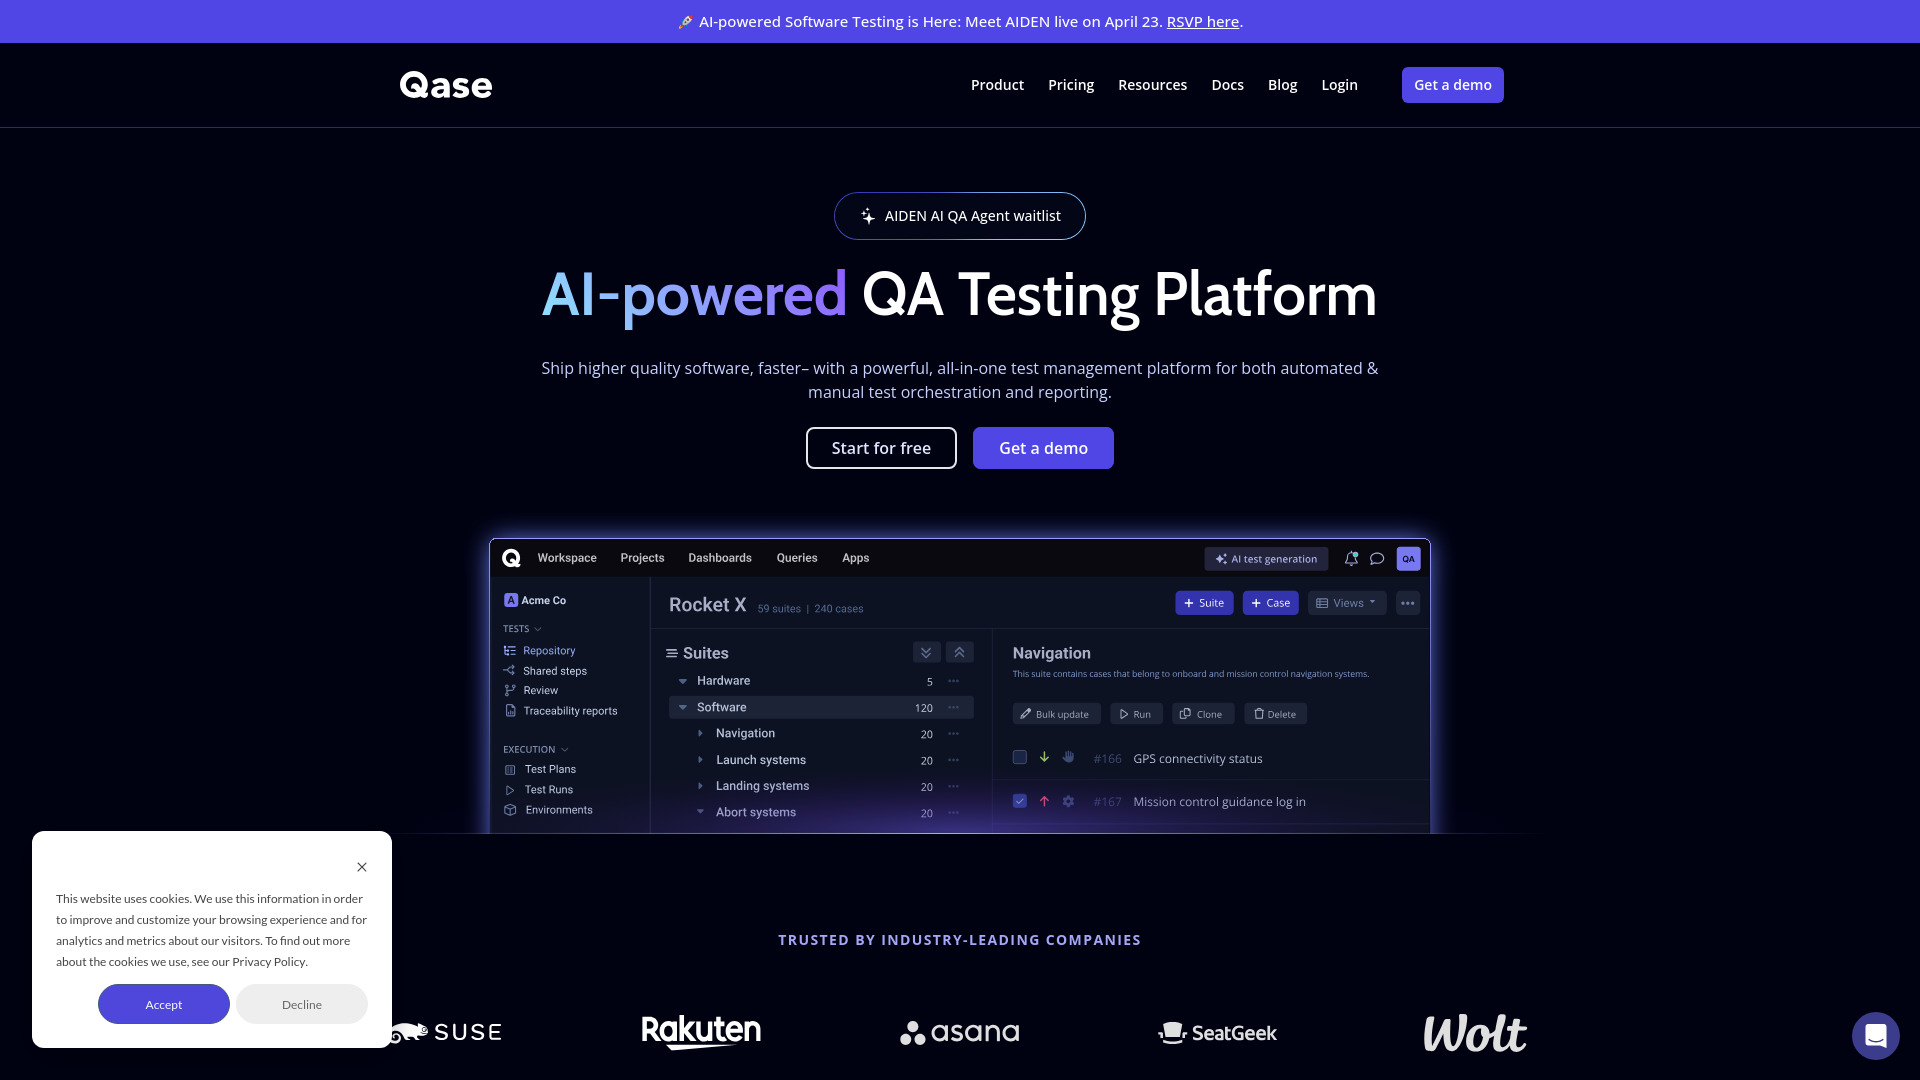 🚀 AI-powered Software Testing is Here: Meet AIDEN live on April 23. RSVP here.
Qase
Product Pricing Resources Docs Blog Login Get a demo
AIDEN AI QA Agent waitlist
AI-powered QA Testing Platform
Ship higher quality software, faster– with a powerful, all-in-one test management platform for both automated &
manual test orchestration and reporting.
Start for free
Get a demo
Q Workspace Projects Dashboards Queries Apps
AI test generation
QA
A Acme Co
TESTS
Repository
Shared steps
Review
Traceability reports
EXECUTION
Test Plans
Test Runs
Environments
Rocket X 59 suites | 240 cases
+ Suite
+ Case
Views
Suites
Hardware 5
Software 120
Navigation 20
Launch systems 20
Landing systems 20
Abort systems 20
Navigation
This suite contains cases that belong to onboard and mission control navigation systems.
Bulk update
Run
Clone
Delete
#166 GPS connectivity status
#167 Mission control guidance log in
This website uses cookies. We use this information in order
to improve and customize your browsing experience and for
analytics and metrics about our visitors. To find out more
about the cookies we use, see our Privacy Policy.
Accept
Decline
TRUSTED BY INDUSTRY-LEADING COMPANIES
SUSE
Rakuten
asana
SeatGeek
Wolt